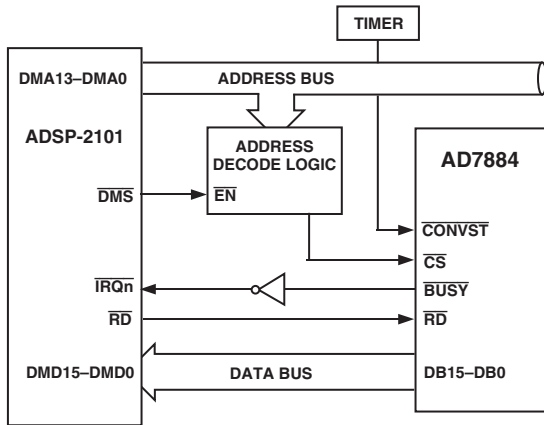 TIMER
DMA13–DMA0
ADDRESS BUS
ADSP-2101
ADDRESS
DECODE LOGIC
AD7884
DMS
EN
CONVST
CS
IRQn
BUSY
RD
RD
DMD15–DMD0
DATA BUS
DB15–DB0